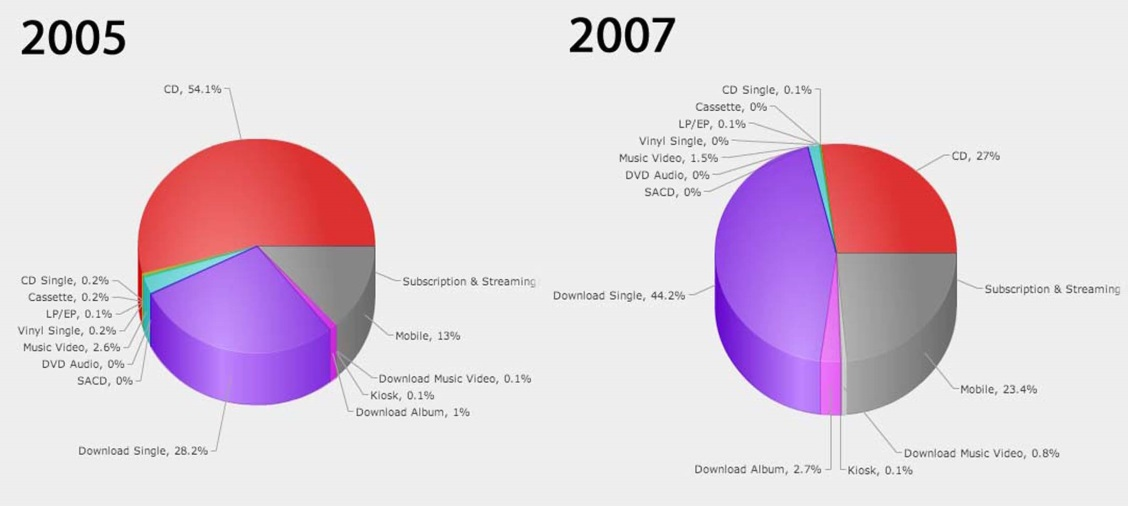 2005
CD, 54.1%
CD Single, 0.2%
Cassette, 0.2%
LP/EP, 0.1%
Vinyl Single, 0.2%
Music Video, 2.6%
DVD Audio, 0%
SACD, 0%
Download Single, 28.2%
Subscription & Streaming
Mobile, 13%
Download Music Video, 0.1%
Kiosk, 0.1%
Download Album, 1%
2007
CD Single, 0.1%
Cassette, 0%
LP/EP, 0.1%
Vinyl Single, 0%
Music Video, 1.5%
DVD Audio, 0%
SACD, 0%
CD, 27%
Download Single, 44.2%
Subscription & Streaming
Mobile, 23.4%
Download Music Video, 0.8%
Download Album, 2.7%
Kiosk, 0.1%